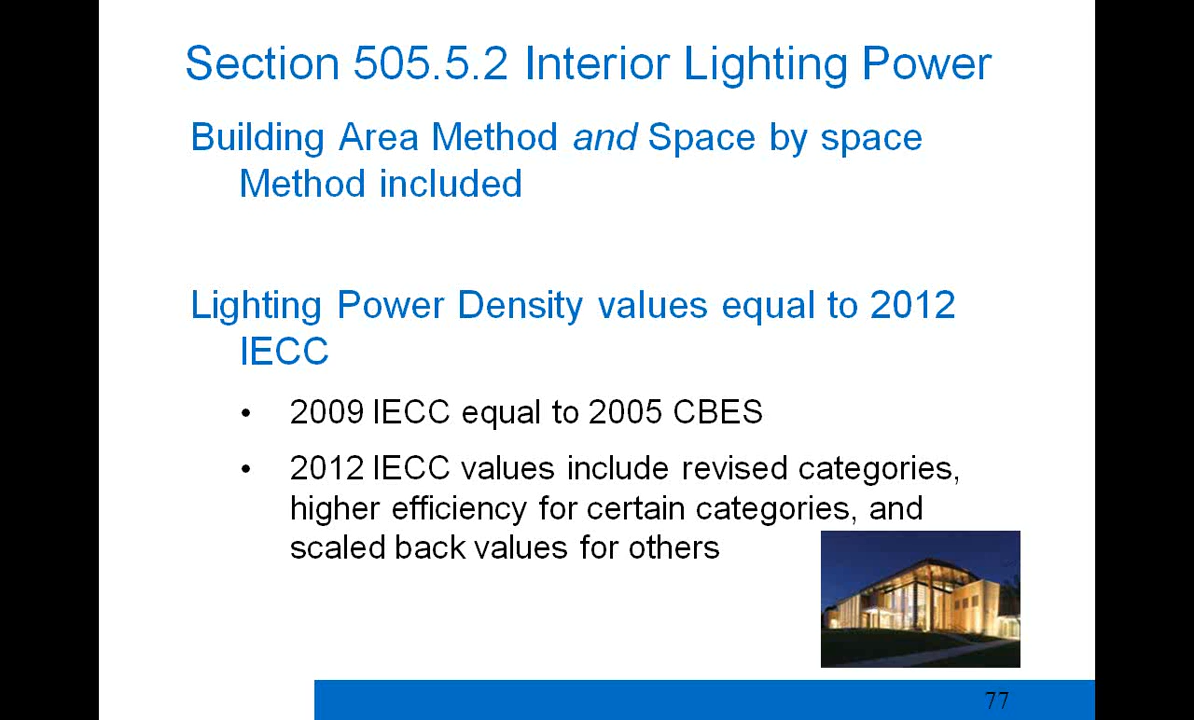 Section 505.5.2 Interior Lighting Power
Building Area Method and Space by space
Method included
Lighting Power Density values equal to 2012
IECC
• 2009 IECC equal to 2005 CBES
• 2012 IECC values include revised categories,
higher efficiency for certain categories, and
scaled back values for others
77